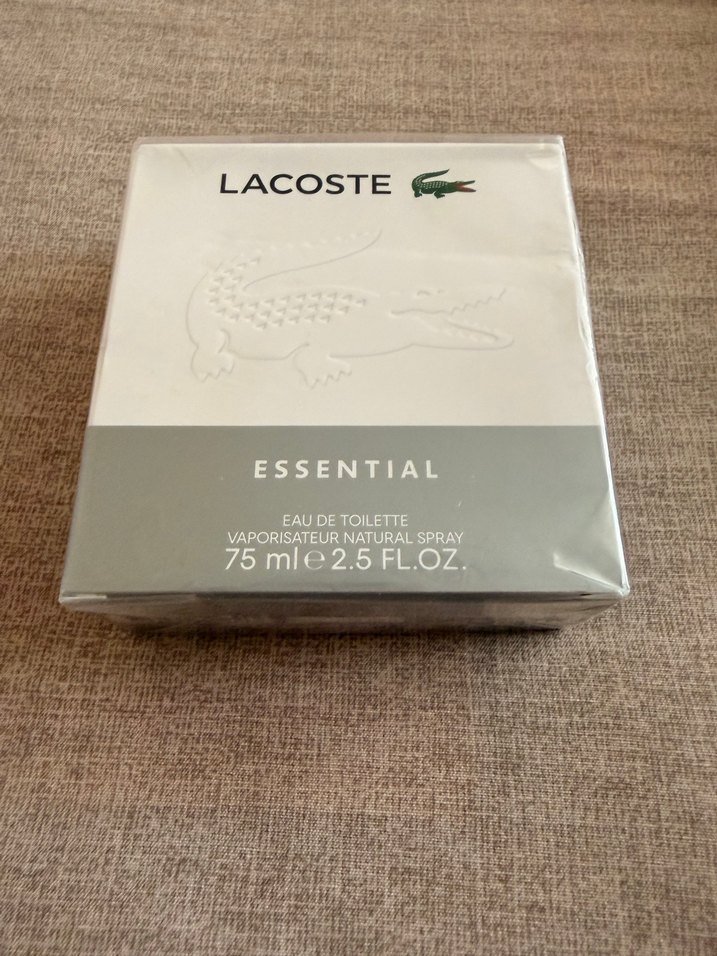 LACOSTE
ESSENTIAL
EAU DE TOILETTE
VAPORISATEUR NATURAL SPRAY
75 ml ℮ 2.5 FL.OZ.